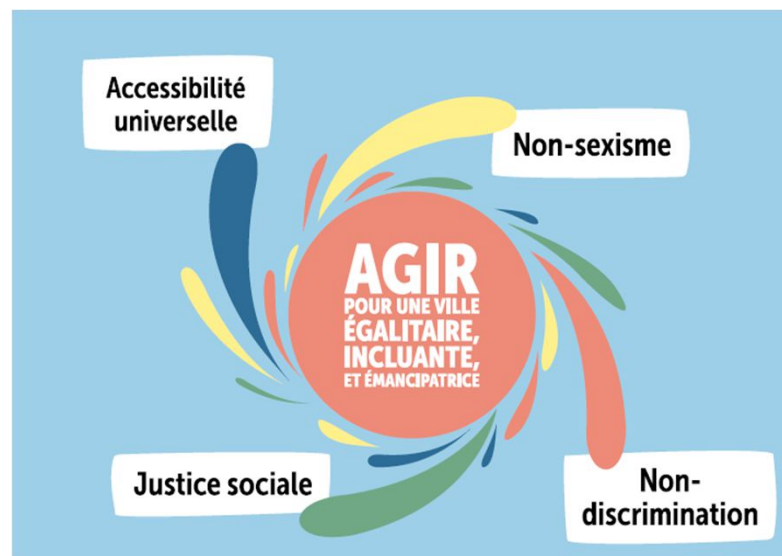 Accessibilité
universelle
Non-sexisme
AGIR
POUR UNE VILLE
ÉGALITAIRE,
INCLUANTE,
ET ÉMANCIPATRICE
Justice sociale
Non-
discrimination